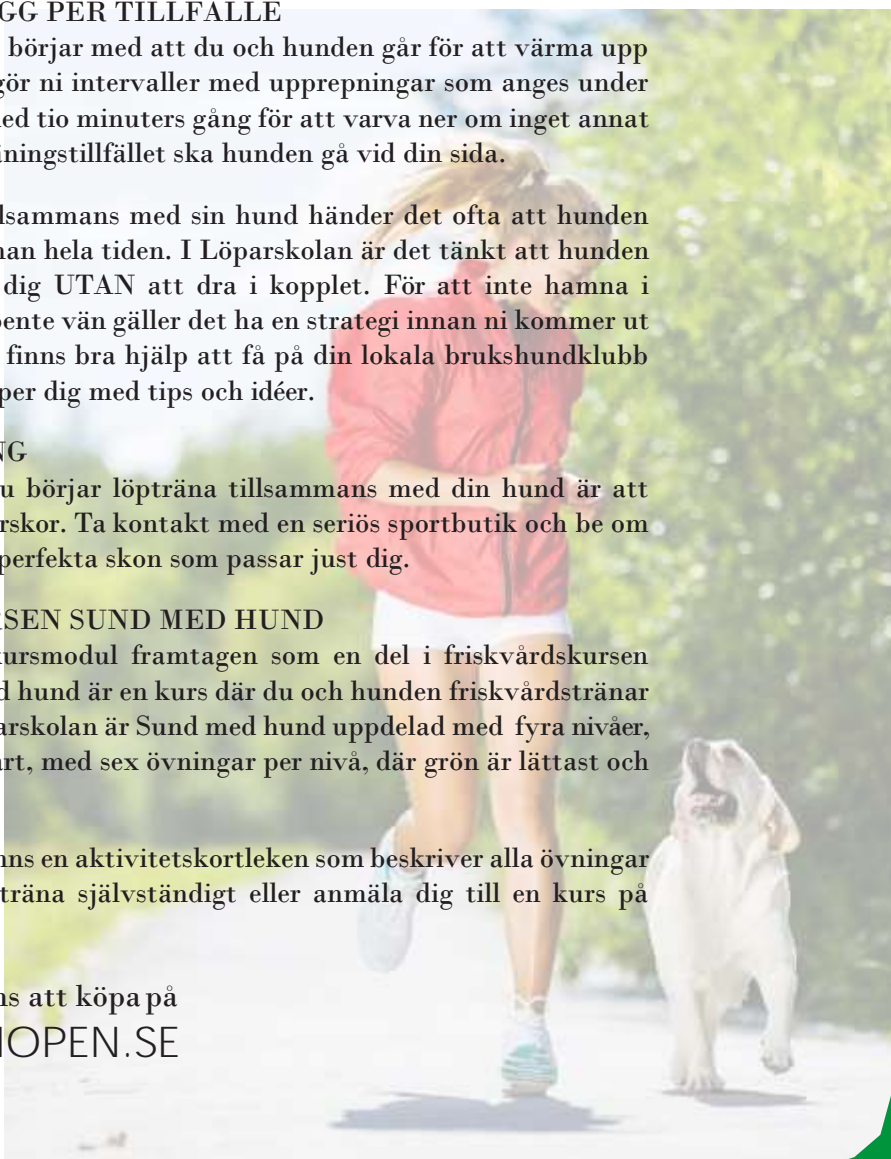 GG PER TILLFÄLLE
börjar med att du och hunden går för att värma upp
gör ni intervaller med upprepningar som anges under
ed tio minuters gång för att varva ner om inget annat
iningstillfället ska hunden gå vid din sida.
llsammans med sin hund händer det ofta att hunden
nan hela tiden. I Löparskolan är det tänkt att hunden
dig UTAN att dra i kopplet. För att inte hamna i
bente vän gäller det ha en strategi innan ni kommer ut
finns bra hjälp att få på din lokala brukshundklubb
per dig med tips och idéer.
NG
u börjar löpträna tillsammans med din hund är att
rskor. Ta kontakt med en seriös sportbutik och be om
perfekta skon som passar just dig.
RSEN SUND MED HUND
kursmodul framtagen som en del i friskvårdskursen
d hund är en kurs där du och hunden friskvårdstränar
arskolan är Sund med hund uppdelad med fyra nivåer,
art, med sex övningar per nivå, där grön är lättast och
nns en aktivitetskortleken som beskriver alla övningar
träna självständigt eller anmäla dig till en kurs på
ns att köpa på
HOPEN.SE